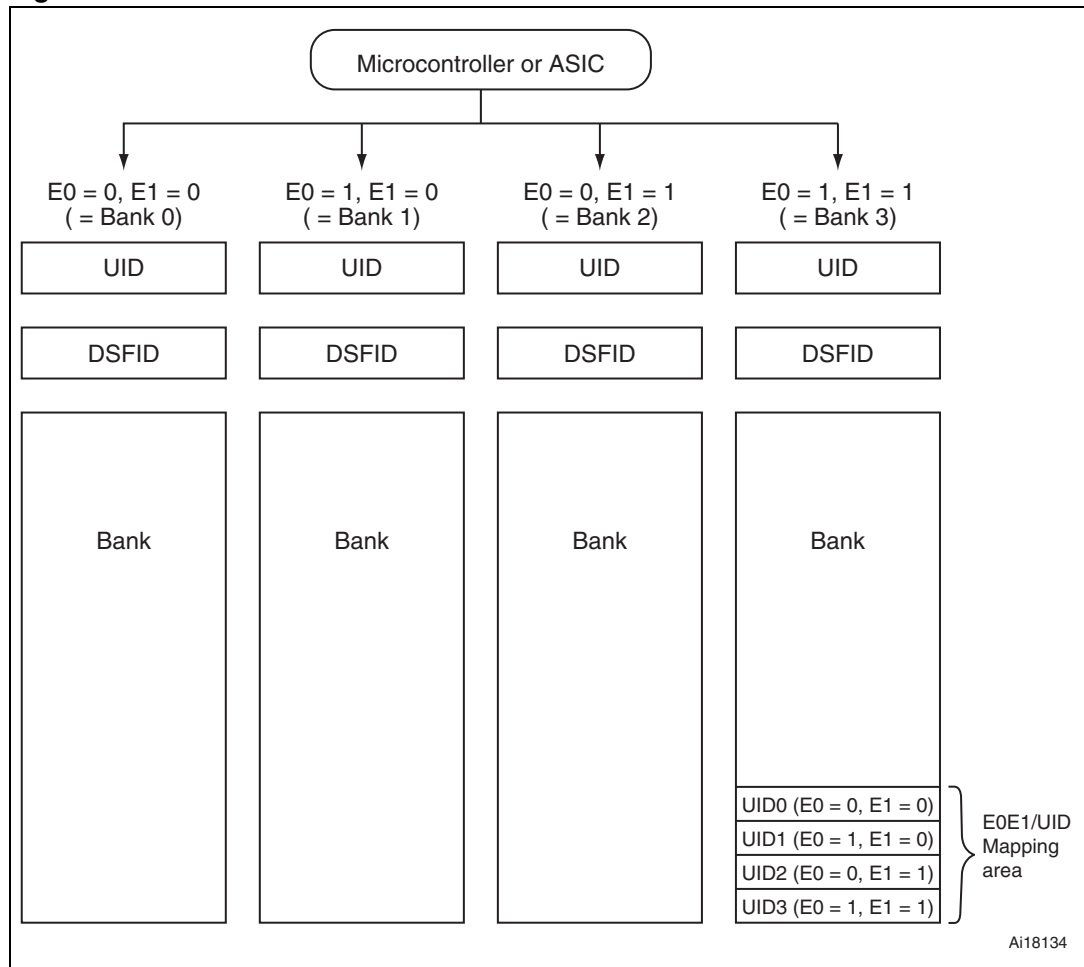 Microcontroller or ASIC
E0 = 0, E1 = 0
( = Bank 0)
E0 = 1, E1 = 0
( = Bank 1)
E0 = 0, E1 = 1
( = Bank 2)
E0 = 1, E1 = 1
( = Bank 3)
UID
UID
UID
UID
DSFID
DSFID
DSFID
DSFID
Bank
Bank
Bank
Bank
UID0 (E0 = 0, E1 = 0)
UID1 (E0 = 1, E1 = 0)
UID2 (E0 = 0, E1 = 1)
UID3 (E0 = 1, E1 = 1)
E0E1/UID
Mapping
area
Ai18134